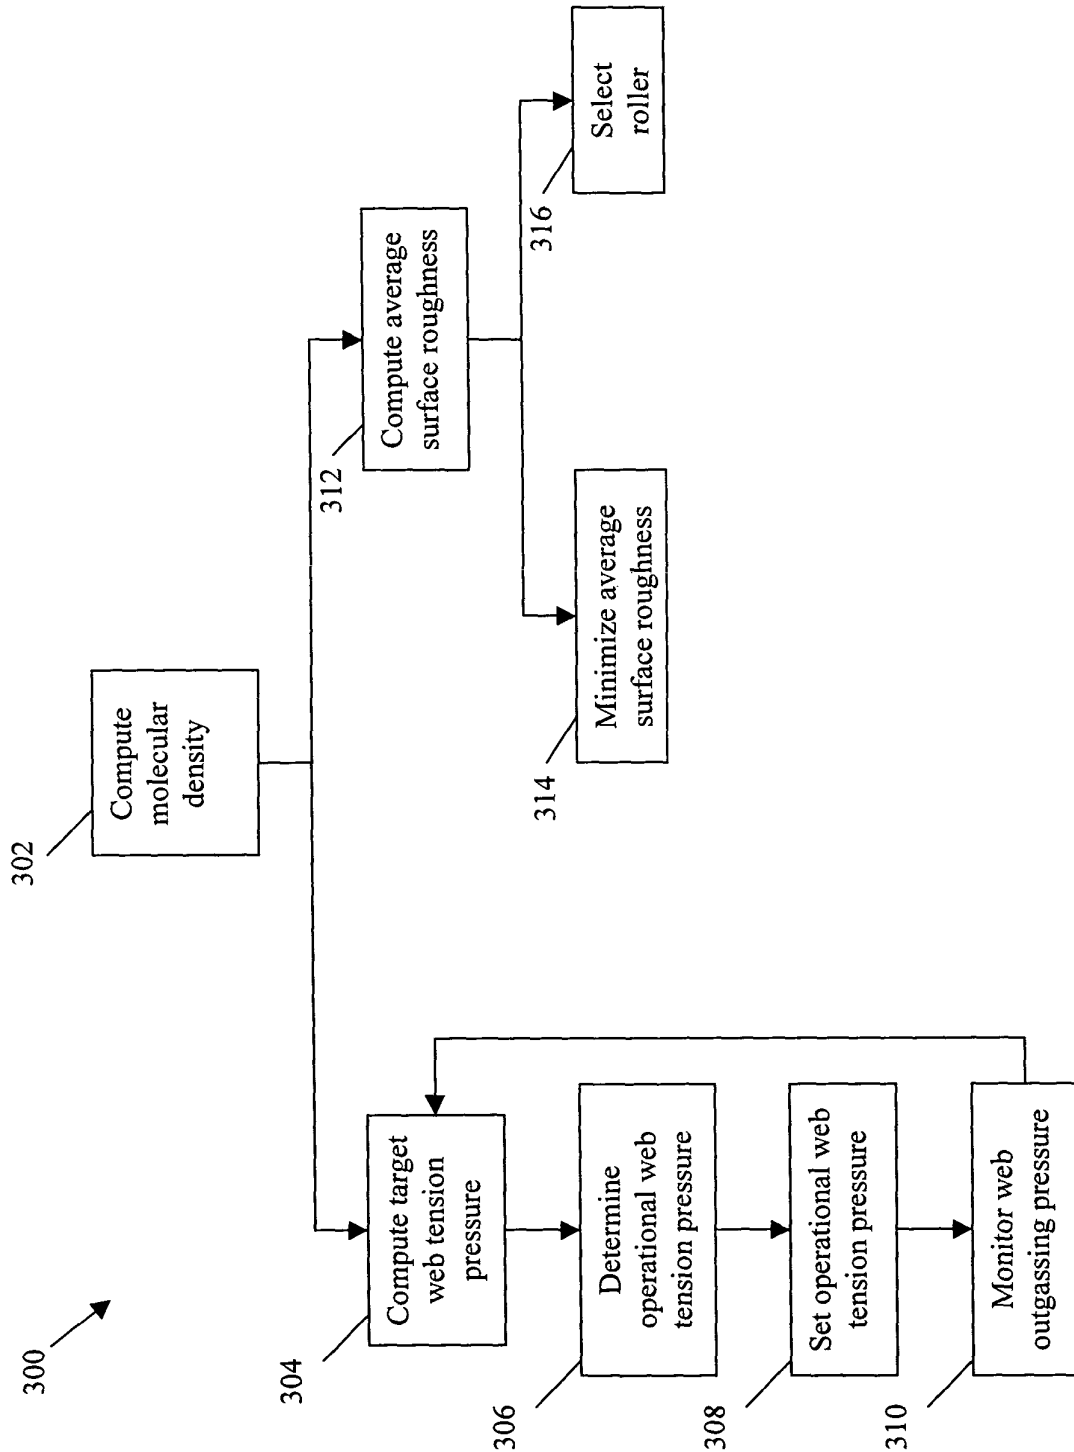 300
302
Compute
molecular
density
304
Compute target
web tension
pressure
306
Determine
operational web
tension pressure
308
Set operational web
tension pressure
310
Monitor web
outgassing pressure
312
Compute average
surface roughness
314
Minimize average
surface roughness
316
Select
roller